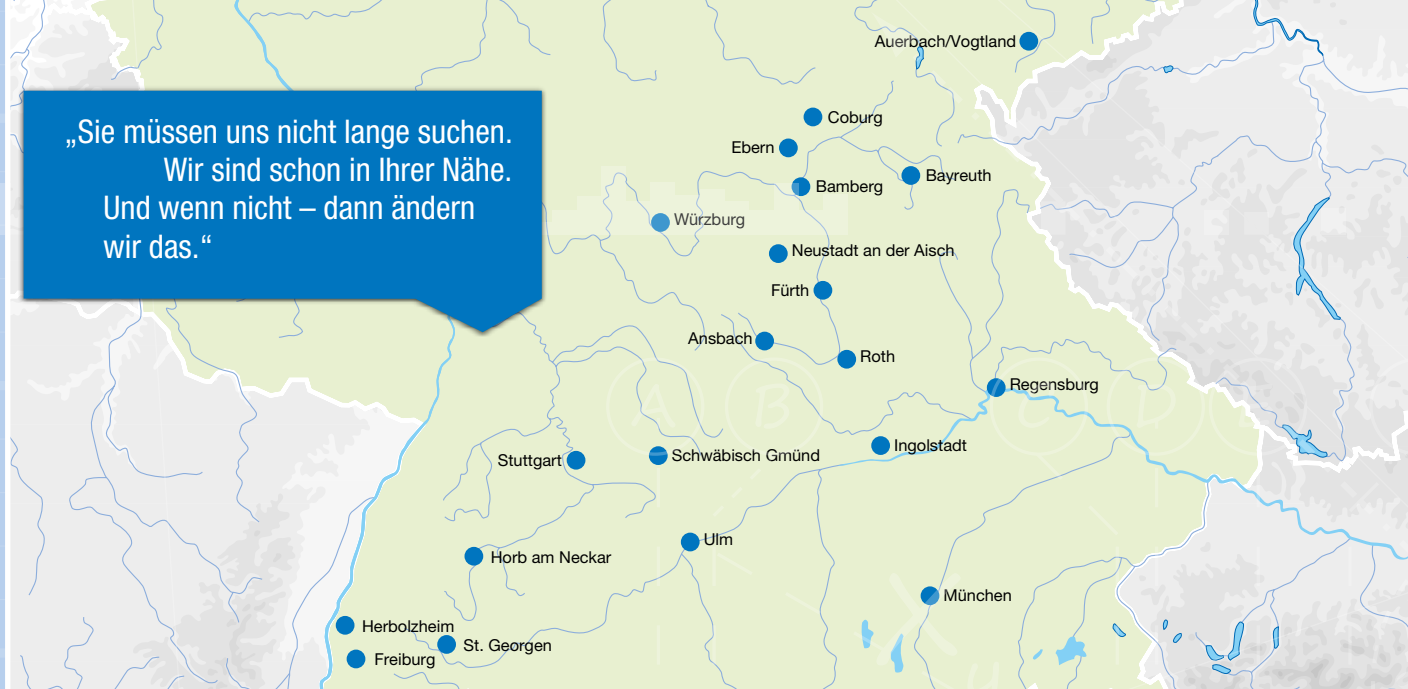 Auerbach/Vogtland
„Sie müssen uns nicht lange suchen.
Wir sind schon in Ihrer Nähe.
Und wenn nicht – dann ändern
wir das.“
Coburg
Ebern
Bayreuth
Bamberg
Würzburg
Neustadt an der Aisch
Fürth
Ansbach
Roth
Regensburg
A B C D E
Ingolstadt
Stuttgart
Schwäbisch Gmünd
Ulm
Horb am Neckar
München
Herbolzheim
St. Georgen
Freiburg